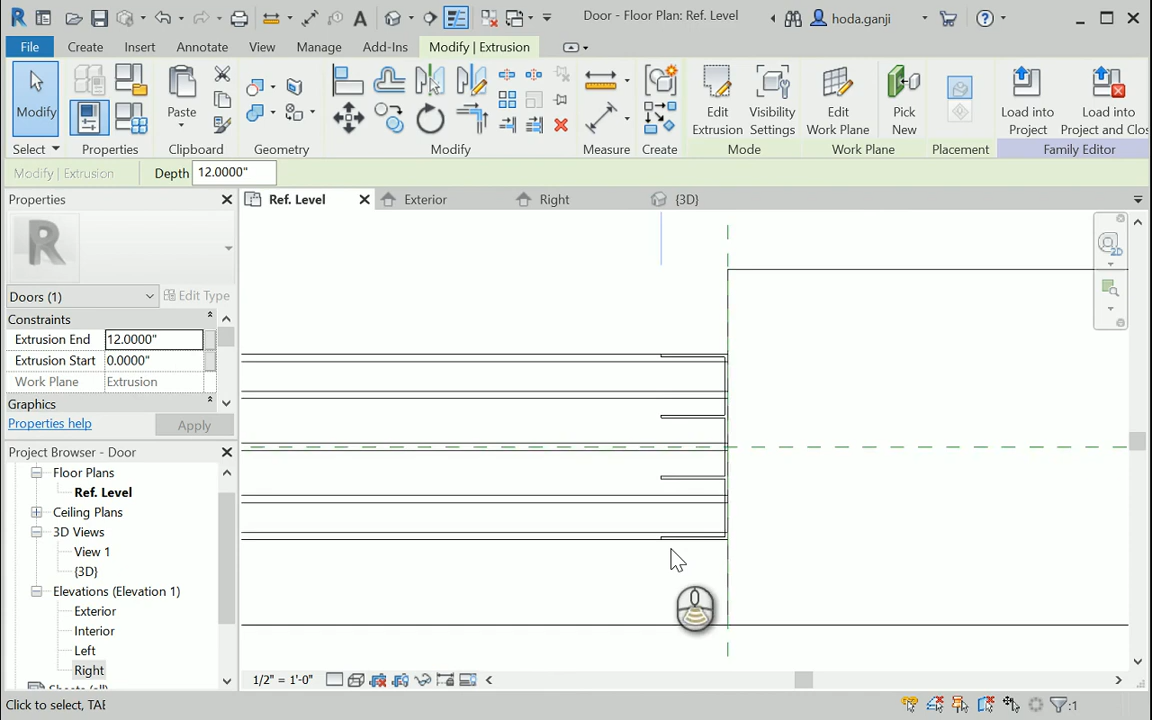 Door - Floor Plan: Ref. Level
hoda.ganji
File
Create
Insert
Annotate
View
Manage
Add-Ins
Modify | Extrusion
Modify
Paste
Edit Extrusion
Visibility Settings
Edit Work Plane
Pick New
Load into Project
Load into Project and Clos
Select
Properties
Clipboard
Geometry
Modify
Measure
Create
Mode
Work Plane
Placement
Family Editor
Modify | Extrusion
Depth 12.0000"
Properties
Ref. Level
Exterior
Right
{3D}
R
Doors (1)
Edit Type
Constraints
Extrusion End 12.0000"
Extrusion Start 0.0000"
Work Plane Extrusion
Graphics
Properties help
Apply
Project Browser - Door
Floor Plans
Ref. Level
Ceiling Plans
3D Views
View 1
{3D}
Elevations (Elevation 1)
Exterior
Interior
Left
Right
2D
1/2" = 1'-0"
Click to select, TAE
:1